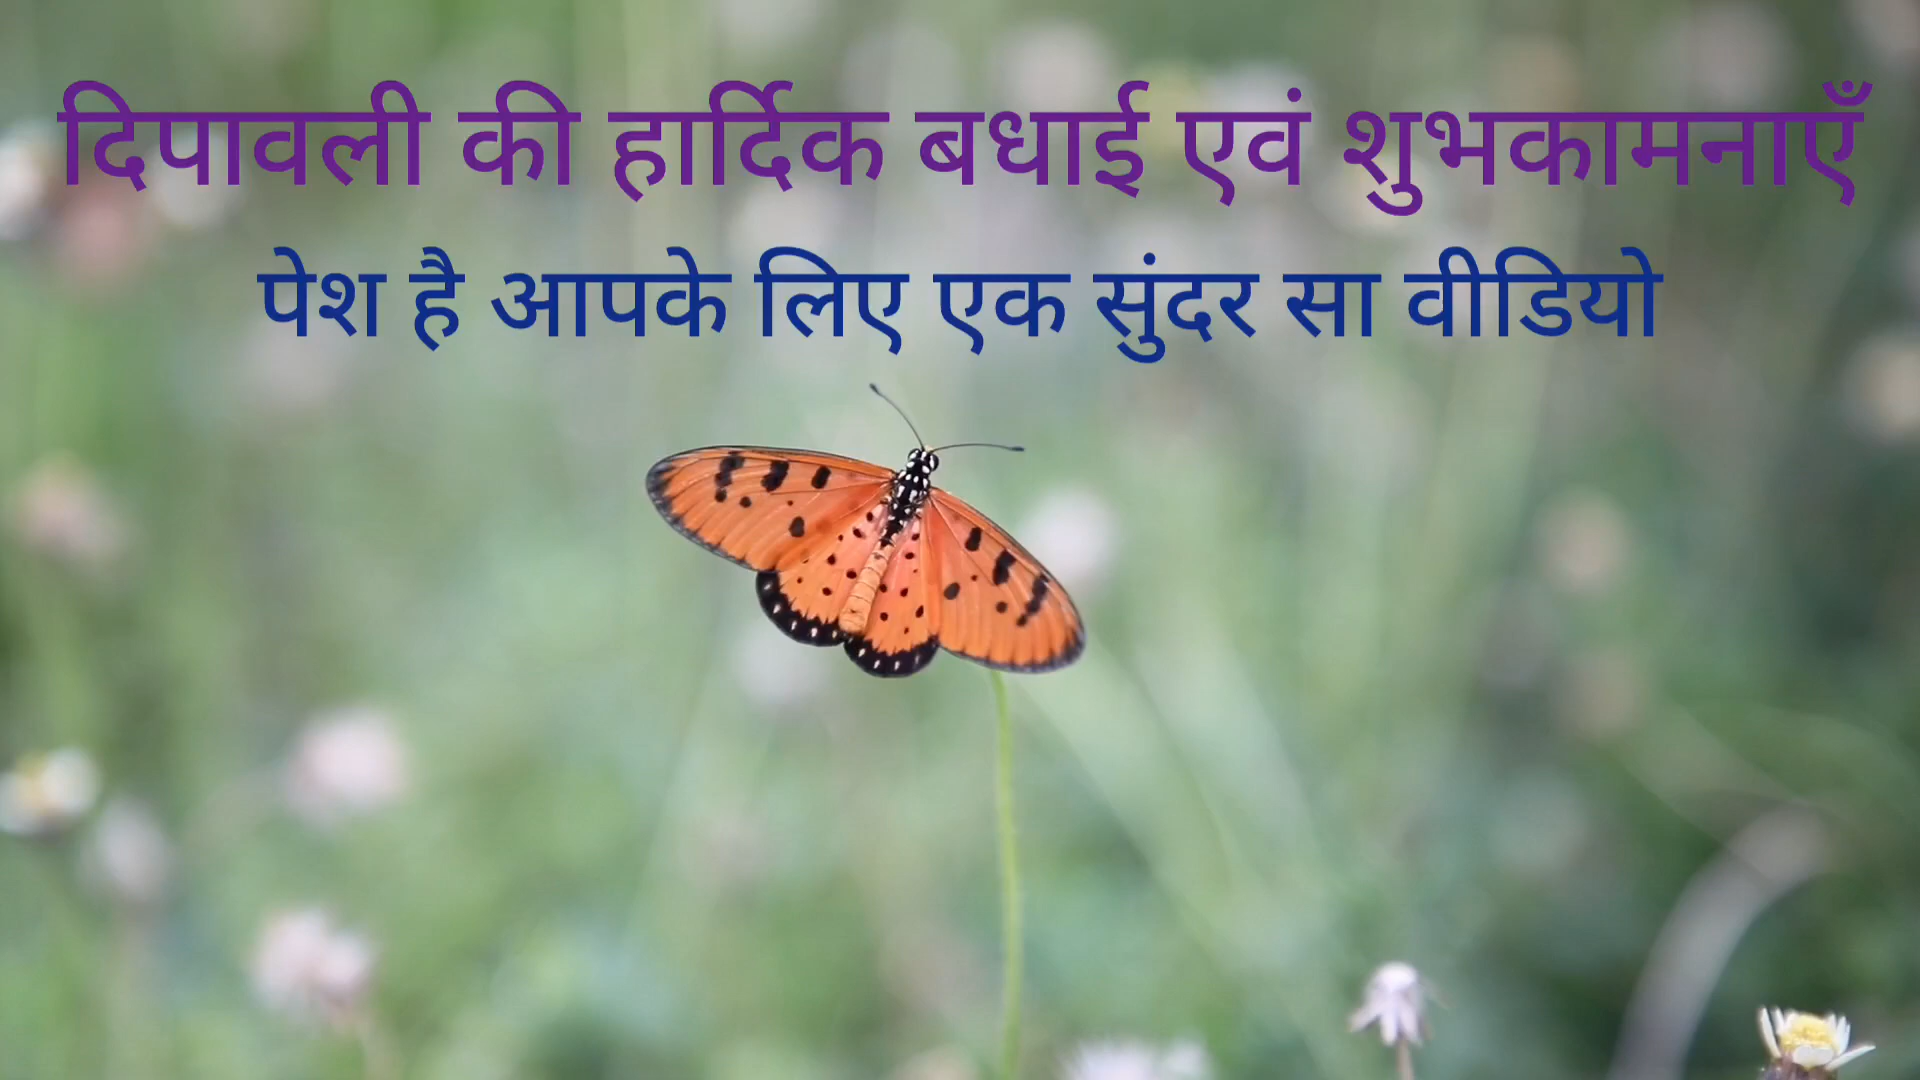 दिपावली की हार्दिक बधाई एवं शुभकामनाएँ
पेश है आपके लिए एक सुंदर सा वीडियो